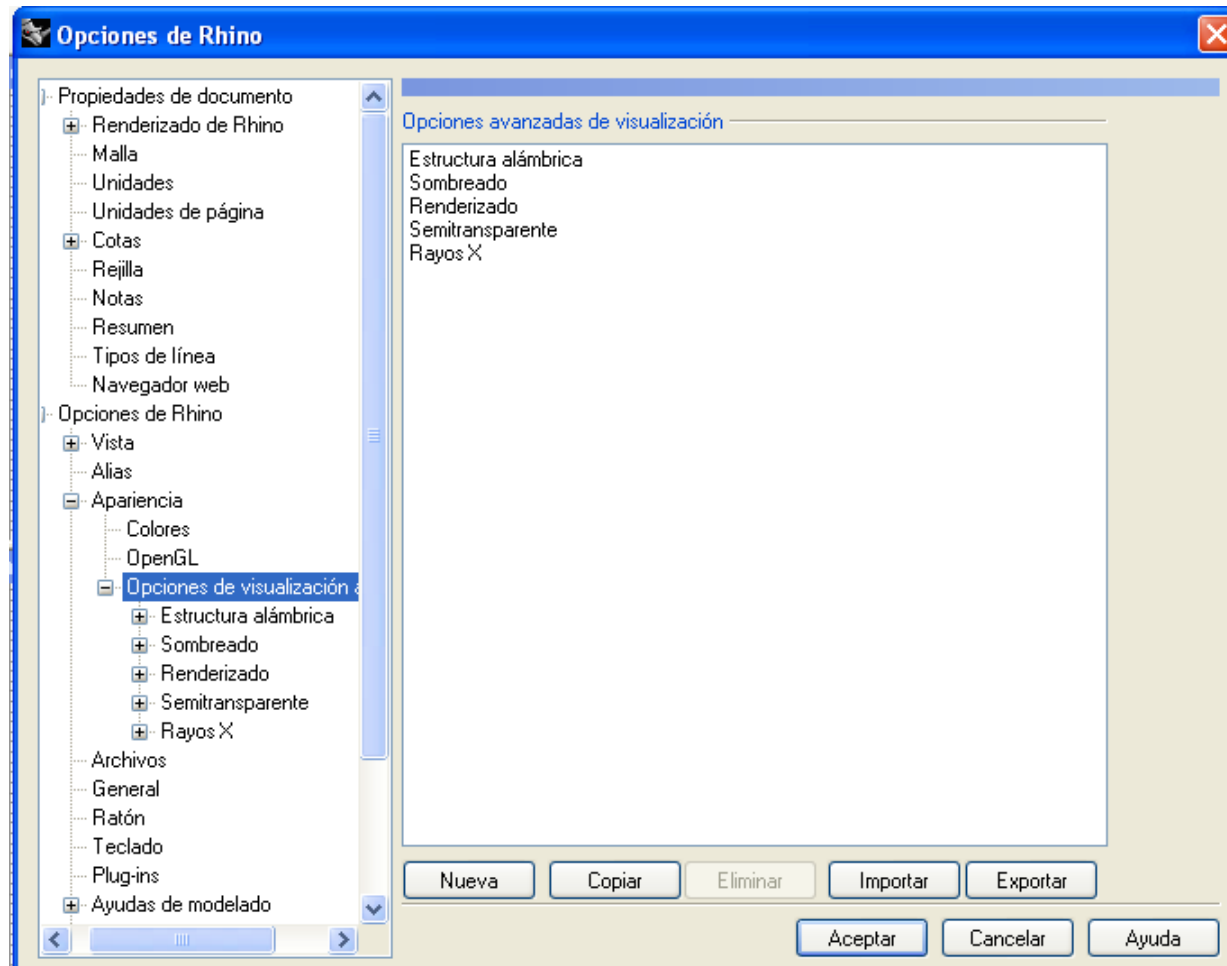 Opciones de Rhino
Propiedades de documento
Renderizado de Rhino
Malla
Unidades
Unidades de página
Cotas
Rejilla
Notas
Resumen
Tipos de línea
Navegador web
Opciones de Rhino
Vista
Alias
Apariencia
Colores
OpenGL
Opciones de visualización a
Estructura alámbrica
Sombreado
Renderizado
Semitransparente
Rayos X
Archivos
General
Ratón
Teclado
Plug-ins
Ayudas de modelado
Opciones avanzadas de visualización
Estructura alámbrica
Sombreado
Renderizado
Semitransparente
Rayos X
Nueva Copiar Eliminar Importar Exportar
Aceptar Cancelar Ayuda